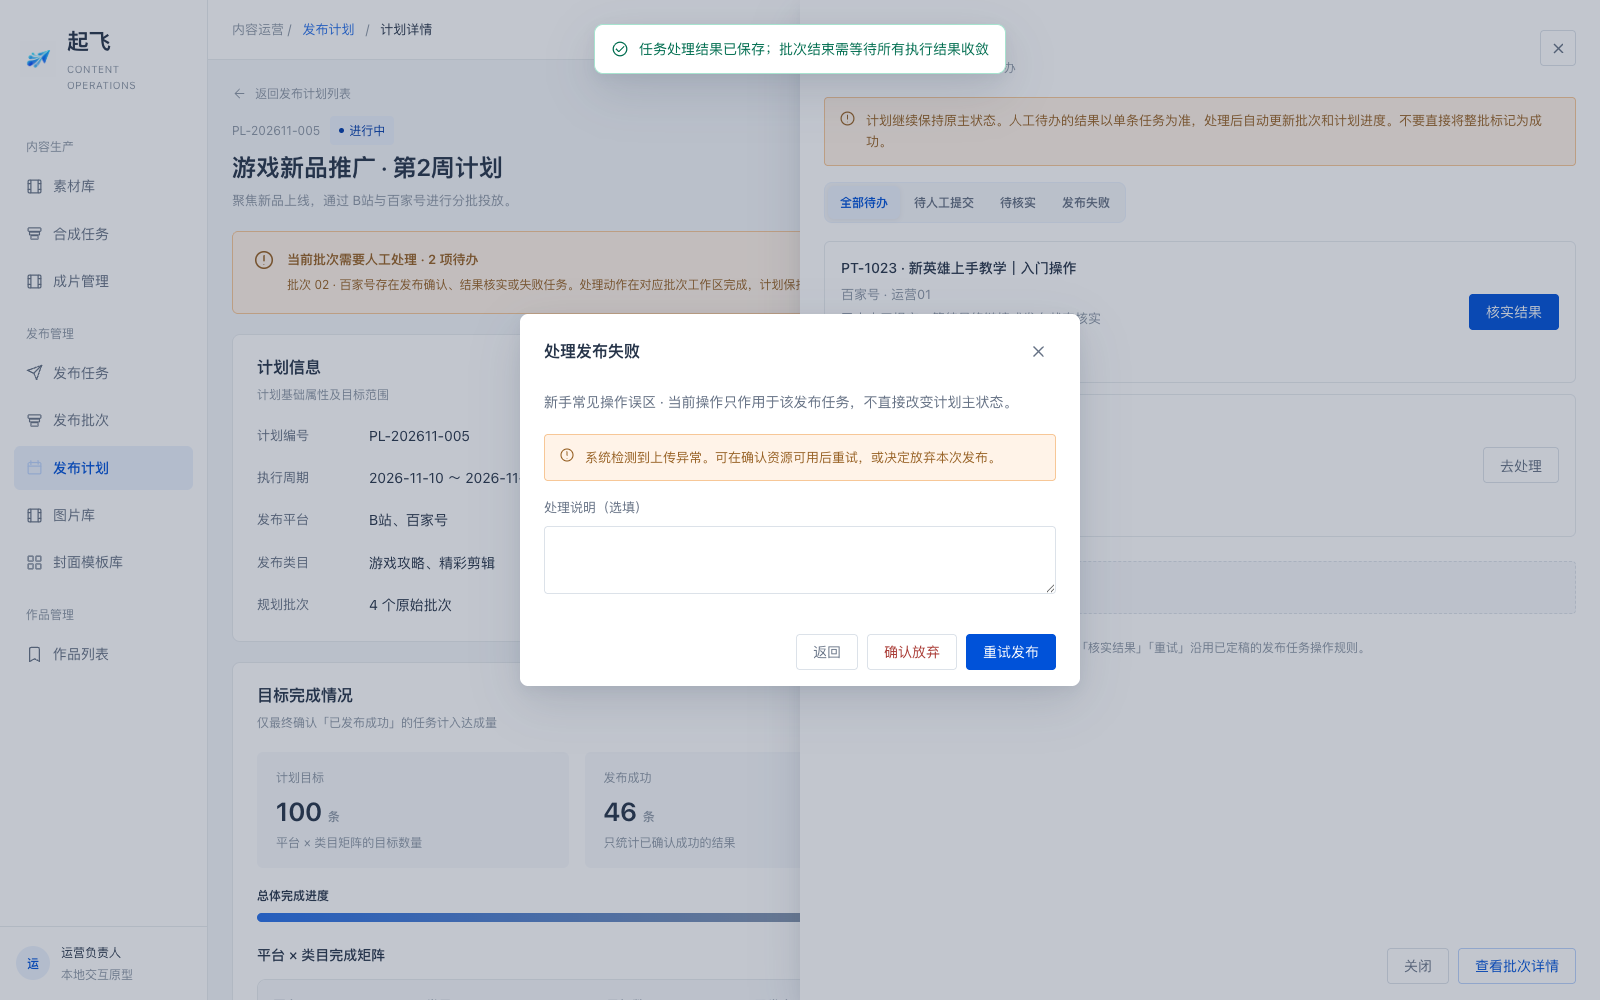 起飞
CONTENT
OPERATIONS
内容生产
素材库
合成任务
成片管理
发布管理
发布任务
发布批次
发布计划
图片库
封面模板库
作品管理
作品列表
运
运营负责人
本地交互原型
内容运营 / 发布计划 / 计划详情
返回发布计划列表
PL-202611-005 进行中
游戏新品推广 · 第2周计划
聚焦新品上线，通过 B站与百家号进行分批投放。
当前批次需要人工处理 · 2 项待办
批次 02 · 百家号存在发布确认、结果核实或失败任务。处理动作在对应批次工作区完成，计划保
计划信息
计划基础属性及目标范围
计划编号 PL-202611-005
执行周期 2026-11-10 ～ 2026-11-
发布平台 B站、百家号
发布类目 游戏攻略、精彩剪辑
规划批次 4 个原始批次
目标完成情况
仅最终确认「已发布成功」的任务计入达成量
计划目标
100 条
平台 × 类目矩阵的目标数量
发布成功
46 条
只统计已确认成功的结果
总体完成进度
平台 × 类目完成矩阵
任务处理结果已保存；批次结束需等待所有执行结果收敛
办
计划继续保持原主状态。人工待办的结果以单条任务为准，处理后自动更新批次和计划进度。不要直接将整批标记为成
功。
全部待办 待人工提交 待核实 发布失败
PT-1023 · 新英雄上手教学｜入门操作
百家号 · 运营01
核实
核实结果
去处理
「核实结果」「重试」沿用已定稿的发布任务操作规则。
关闭 查看批次详情
处理发布失败
新手常见操作误区 · 当前操作只作用于该发布任务，不直接改变计划主状态。
系统检测到上传异常。可在确认资源可用后重试，或决定放弃本次发布。
处理说明（选填）
返回 确认放弃 重试发布